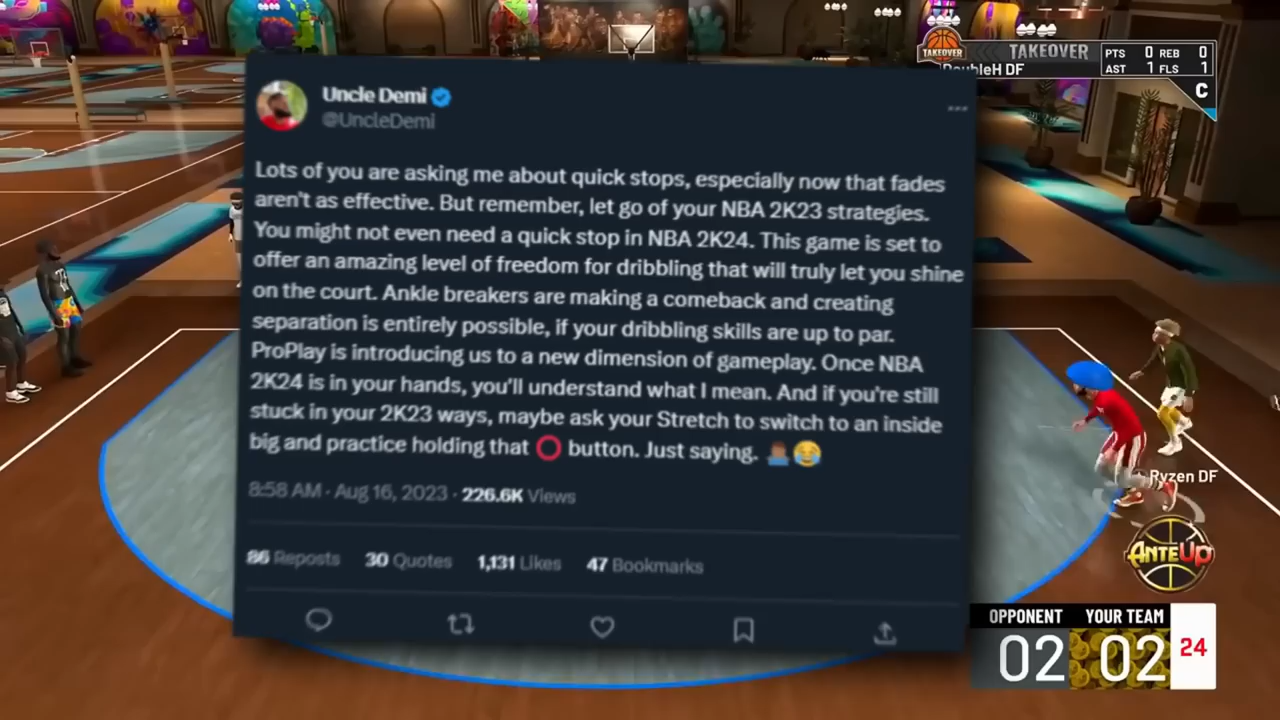 TAKEOVER
TAKEOVER
PTS 0 REB 0
AST 1 FLS 1
DoubleH DF
C
Uncle Demi
@UncleDemi
Lots of you are asking me about quick stops, especially now that fades
aren't as effective. But remember, let go of your NBA 2K23 strategies.
You might not even need a quick stop in NBA 2K24. This game is set to
offer an amazing level of freedom for dribbling that will truly let you shine
on the court. Ankle breakers are making a comeback and creating
separation is entirely possible, if your dribbling skills are up to par.
ProPlay is introducing us to a new dimension of gameplay. Once NBA
2K24 is in your hands, you'll understand what I mean. And if you're still
stuck in your 2K23 ways, maybe ask your Stretch to switch to an inside
big and practice holding that ⭕ button. Just saying. 🤷🏾‍♂️😂
8:58 AM · Aug 16, 2023 · 226.6K Views
86 Reposts 30 Quotes 1,131 Likes 47 Bookmarks
Ryzen DF
ANTE UP
OPPONENT YOUR TEAM
02 02 24